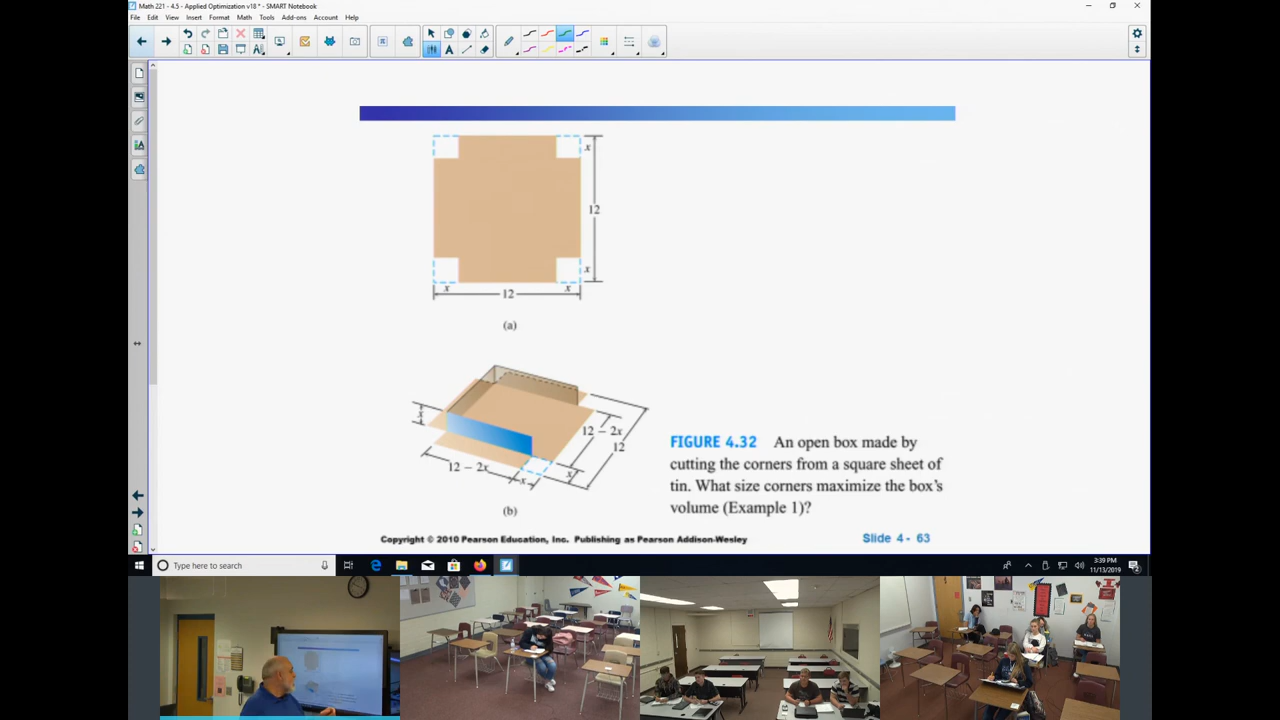 Math 221 - 4.5 - Applied Optimization v18 * - SMART Notebook
File Edit View Insert Format Math Tools Add-ons Account Help
x
12
x
x 12 x
(a)
x
12 − 2x
12
12 − 2x
x
x
(b)
FIGURE 4.32 An open box made by
cutting the corners from a square sheet of
tin. What size corners maximize the box's
volume (Example 1)?
Copyright © 2010 Pearson Education, Inc. Publishing as Pearson Addison-Wesley
Slide 4 - 63
Type here to search
3:39 PM
11/13/2019